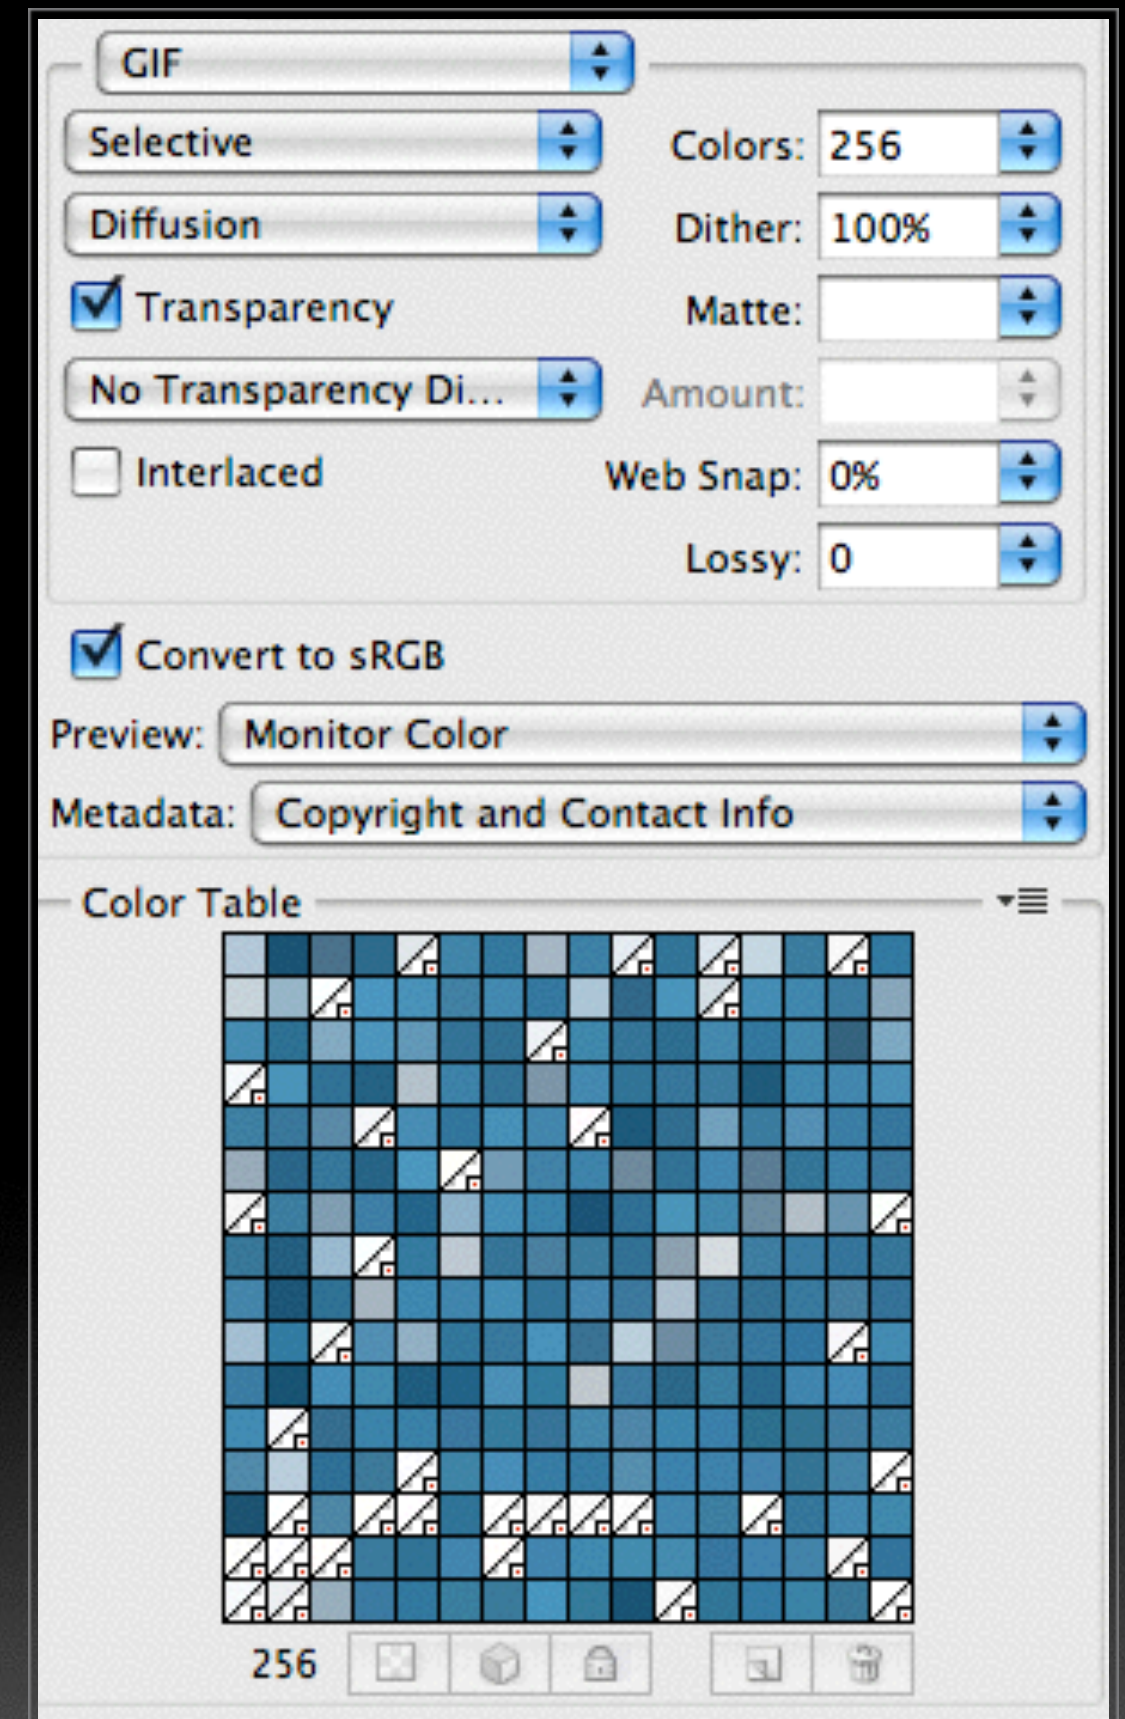 GIF
Selective Colors: 256
Diffusion Dither: 100%
Transparency Matte:
No Transparency Di... Amount:
Interlaced Web Snap: 0%
Lossy: 0
Convert to sRGB
Preview: Monitor Color
Metadata: Copyright and Contact Info
Color Table
256